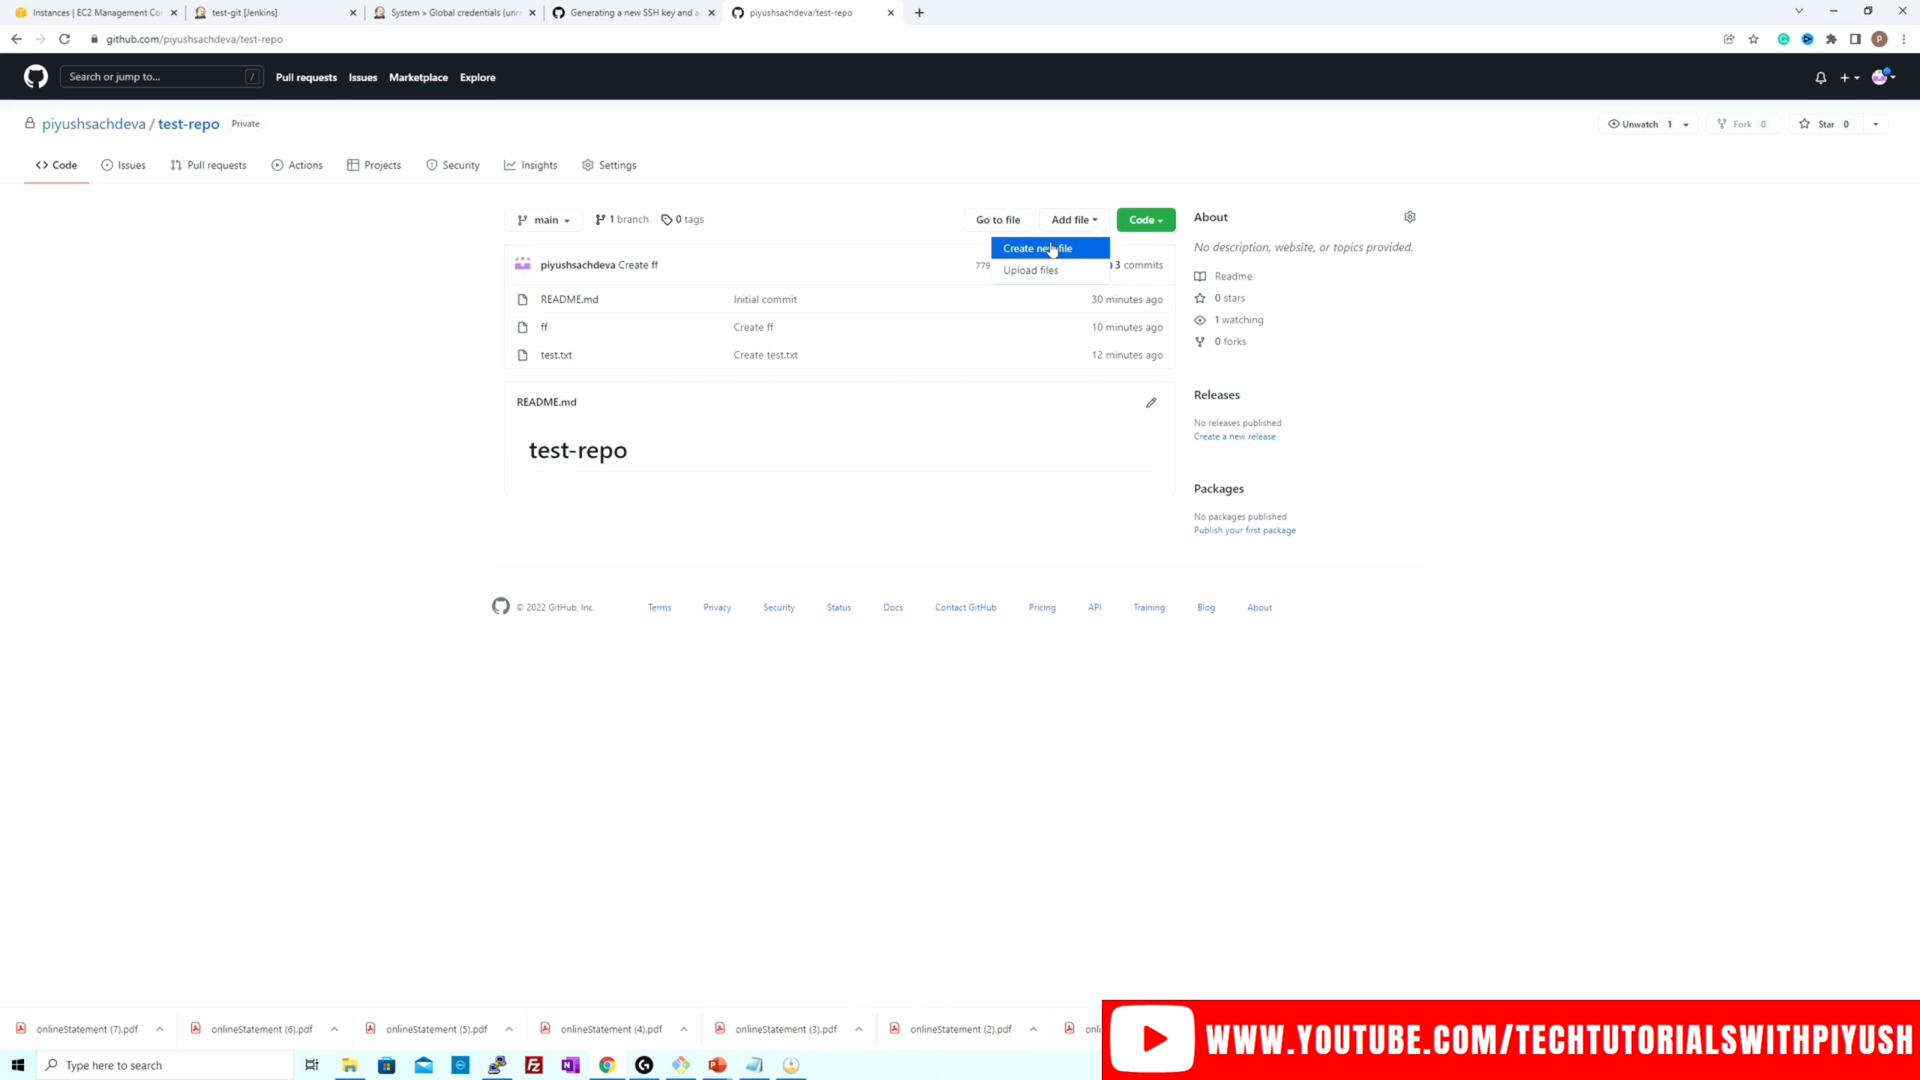 Instances | EC2 Management Co
test-git [Jenkins]
System » Global credentials (unre
Generating a new SSH key and a
piyushsachdeva/test-repo
github.com/piyushsachdeva/test-repo
Search or jump to...
/
Pull requests
Issues
Marketplace
Explore
piyushsachdeva / test-repo
Private
Unwatch 1
Fork 0
Star 0
Code
Issues
Pull requests
Actions
Projects
Security
Insights
Settings
main
1 branch
0 tags
Go to file
Add file
Code
Create new file
Upload files
piyushsachdeva Create ff
779
3 commits
README.md
Initial commit
30 minutes ago
ff
Create ff
10 minutes ago
test.txt
Create test.txt
12 minutes ago
README.md
test-repo
About
No description, website, or topics provided.
Readme
0 stars
1 watching
0 forks
Releases
No releases published
Create a new release
Packages
No packages published
Publish your first package
© 2022 GitHub, Inc.
Terms
Privacy
Security
Status
Docs
Contact GitHub
Pricing
API
Training
Blog
About
onlineStatement (7).pdf
onlineStatement (6).pdf
onlineStatement (5).pdf
onlineStatement (4).pdf
onlineStatement (3).pdf
onlineStatement (2).pdf
onli
Type here to search
WWW.YOUTUBE.COM/TECHTUTORIALSWITHPIYUSH